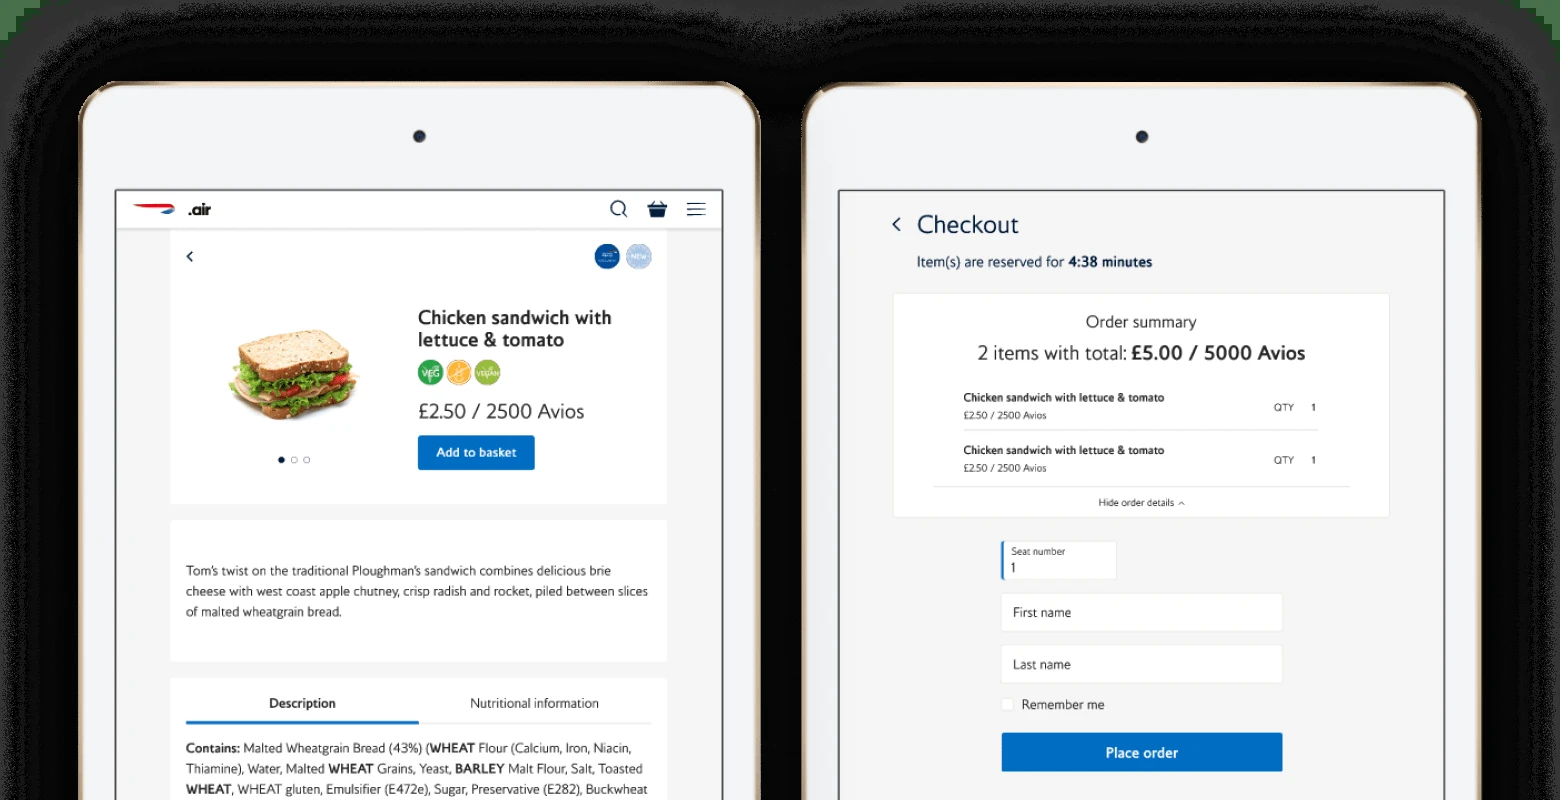 .air
NEW
Chicken sandwich with
lettuce & tomato
VEG
VEGAN
£2.50 / 2500 Avios
Add to basket
Tom's twist on the traditional Ploughman's sandwich combines delicious brie
cheese with west coast apple chutney, crisp radish and rocket, piled between slices
of malted wheatgrain bread.
Description
Nutritional information
Contains: Malted Wheatgrain Bread (43%) (WHEAT Flour (Calcium, Iron, Niacin,
Thiamine), Water, Malted WHEAT Grains, Yeast, BARLEY Malt Flour, Salt, Toasted
WHEAT, WHEAT gluten, Emulsifier (E472e), Sugar, Preservative (E282), Buckwheat
Checkout
Item(s) are reserved for 4:38 minutes
Order summary
2 items with total: £5.00 / 5000 Avios
Chicken sandwich with lettuce & tomato
£2.50 / 2500 Avios
QTY 1
Chicken sandwich with lettuce & tomato
£2.50 / 2500 Avios
QTY 1
Hide order details
Seat number
1
First name
Last name
Remember me
Place order